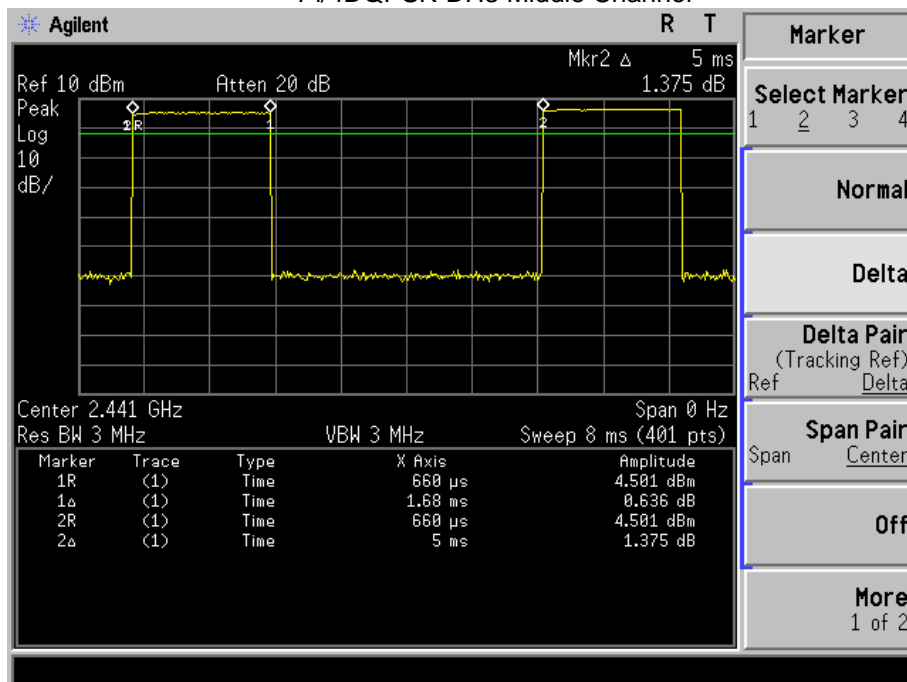 Agilent R T
Mkr2 Δ 5 ms
Ref 10 dBm Atten 20 dB 1.375 dB
Peak
Log
10
dB/
2R 1 2
Center 2.441 GHz Span 0 Hz
Res BW 3 MHz VBW 3 MHz Sweep 8 ms (401 pts)
Marker Trace Type X Axis Amplitude
1R (1) Time 660 µs 4.501 dBm
1Δ (1) Time 1.68 ms 0.636 dB
2R (1) Time 660 µs 4.501 dBm
2Δ (1) Time 5 ms 1.375 dB
Marker
Select Marker
1 2 3 4
Normal
Delta
Delta Pair
(Tracking Ref)
Ref Delta
Span Pair
Span Center
Off
More
1 of 2